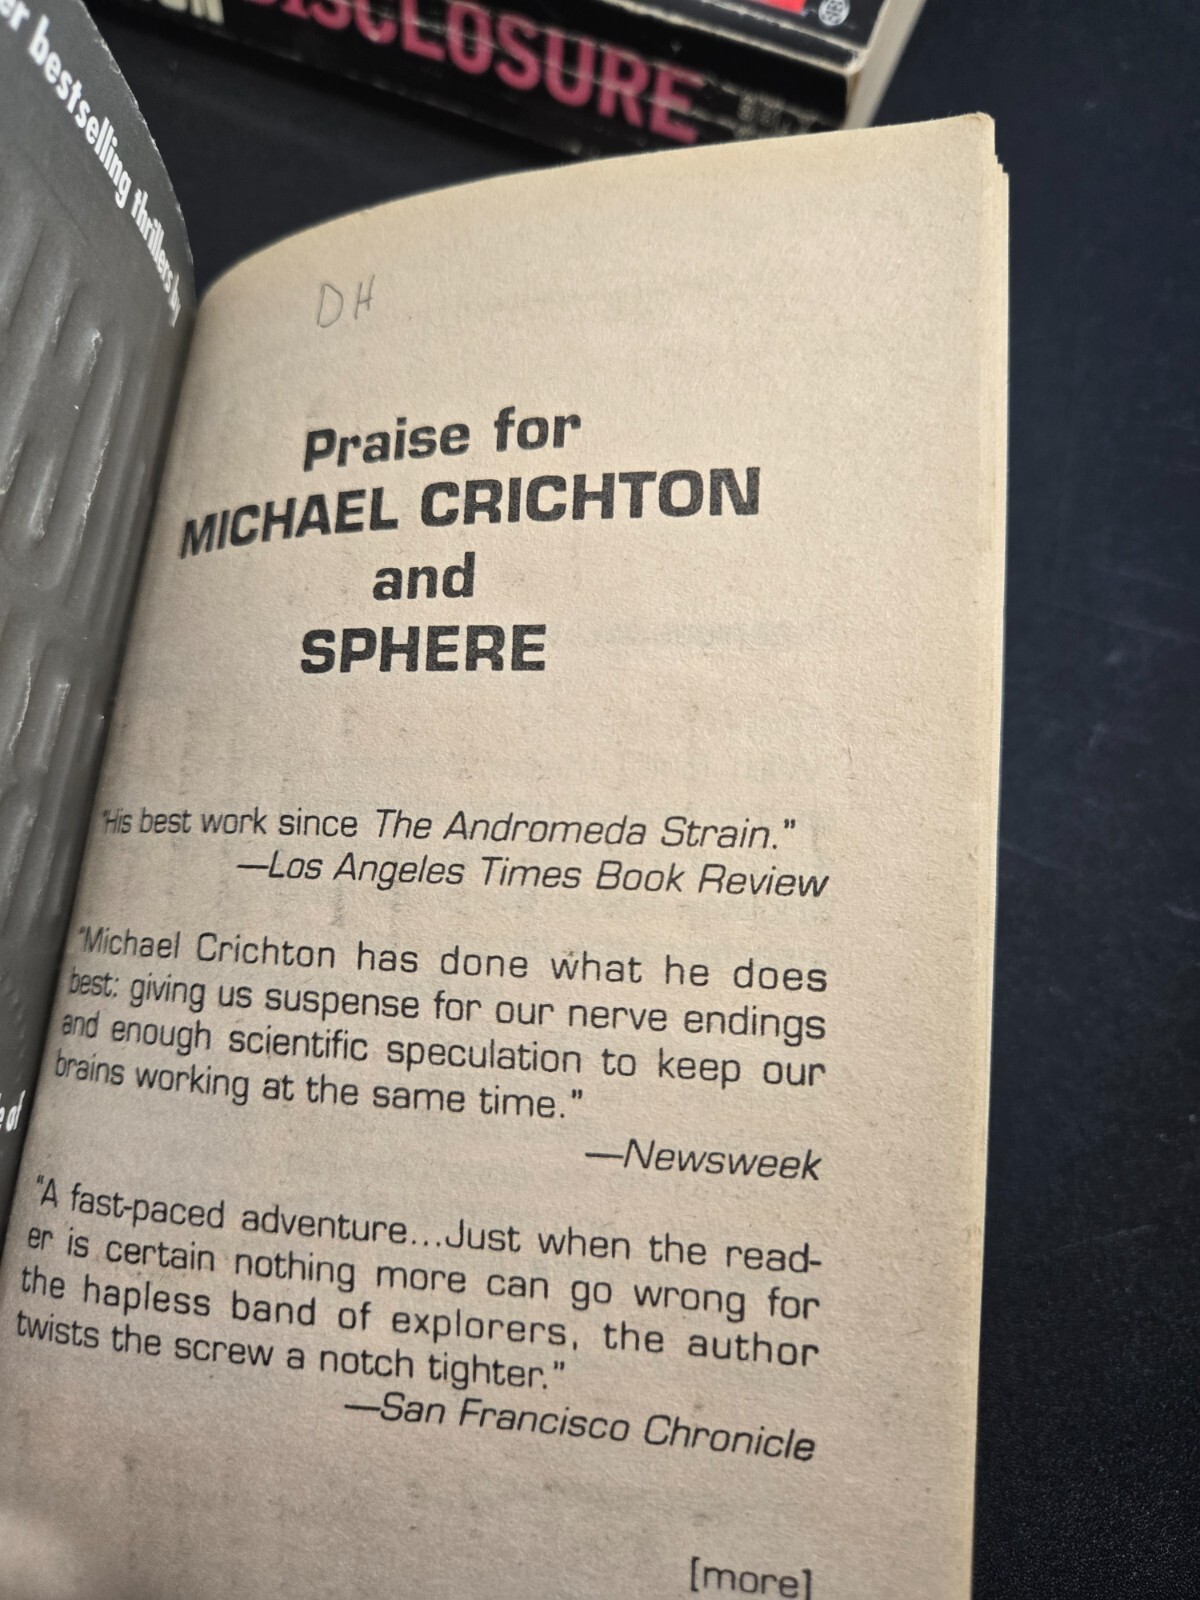 DISCLOSURE
er bestselling thrillers by
DH
Praise for
MICHAEL CRICHTON
and
SPHERE
"His best work since The Andromeda Strain."
—Los Angeles Times Book Review
"Michael Crichton has done what he does
best: giving us suspense for our nerve endings
and enough scientific speculation to keep our
brains working at the same time."
—Newsweek
"A fast-paced adventure...Just when the read-
er is certain nothing more can go wrong for
the hapless band of explorers, the author
twists the screw a notch tighter."
—San Francisco Chronicle
[more]